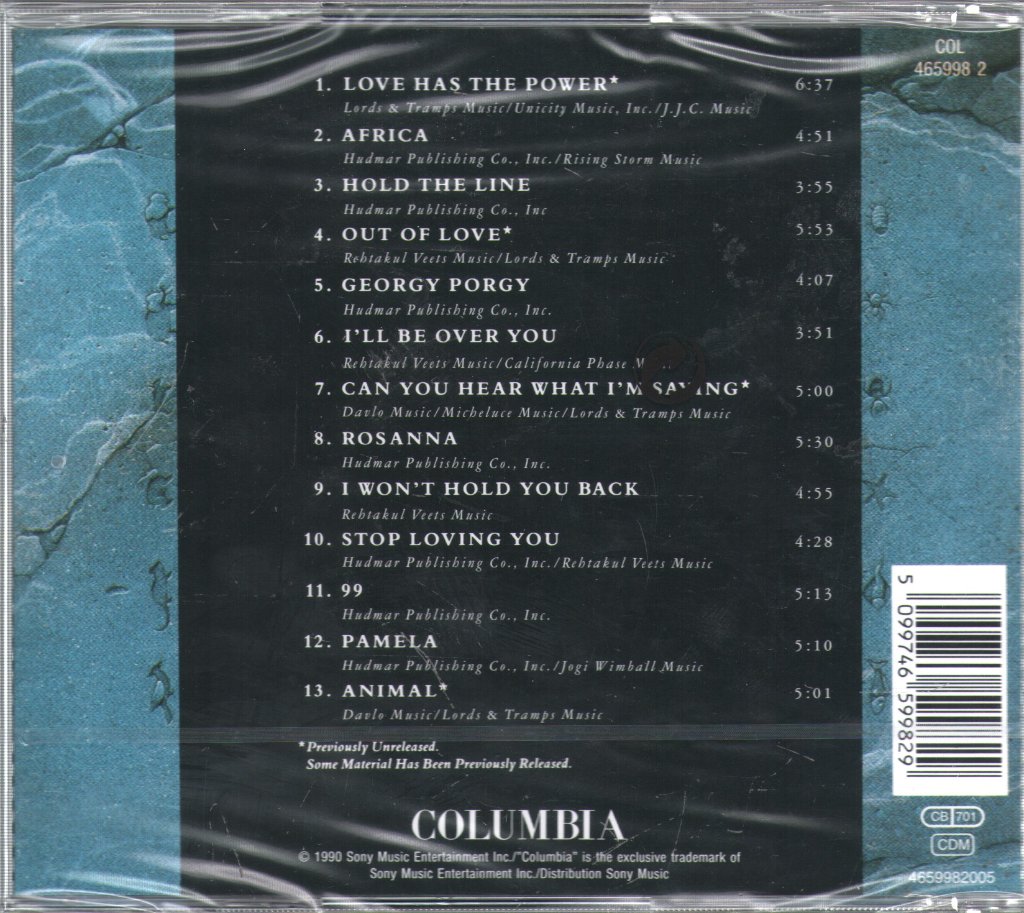 COL
465998 2
1. LOVE HAS THE POWER* 6:37
Lords & Tramps Music/Unicity Music, Inc./J.J.C. Music
2. AFRICA 4:51
Hudmar Publishing Co., Inc./Rising Storm Music
3. HOLD THE LINE 3:55
Hudmar Publishing Co., Inc
4. OUT OF LOVE* 5:53
Rehtakul Veets Music/Lords & Tramps Music
5. GEORGY PORGY 4:07
Hudmar Publishing Co., Inc.
6. I'LL BE OVER YOU 3:51
Rehtakul Veets Music/California Phase
7. CAN YOU HEAR WHAT I'M SAYING* 5:00
Davlo Music/Micheluce Music/Lords & Tramps Music
8. ROSANNA 5:30
Hudmar Publishing Co., Inc.
9. I WON'T HOLD YOU BACK 4:55
Rehtakul Veets Music
10. STOP LOVING YOU 4:28
Hudmar Publishing Co., Inc./Rehtakul Veets Music
11. 99 5:13
Hudmar Publishing Co., Inc.
12. PAMELA 5:10
Hudmar Publishing Co., Inc./Jogi Wimball Music
13. ANIMAL* 5:01
Davlo Music/Lords & Tramps Music
*Previously Unreleased.
Some Material Has Been Previously Released.
COLUMBIA
© 1990 Sony Music Entertainment Inc./"Columbia" is the exclusive trademark of
Sony Music Entertainment Inc./Distribution Sony Music
5 099746 599829
CB 701
CDM
4659982005